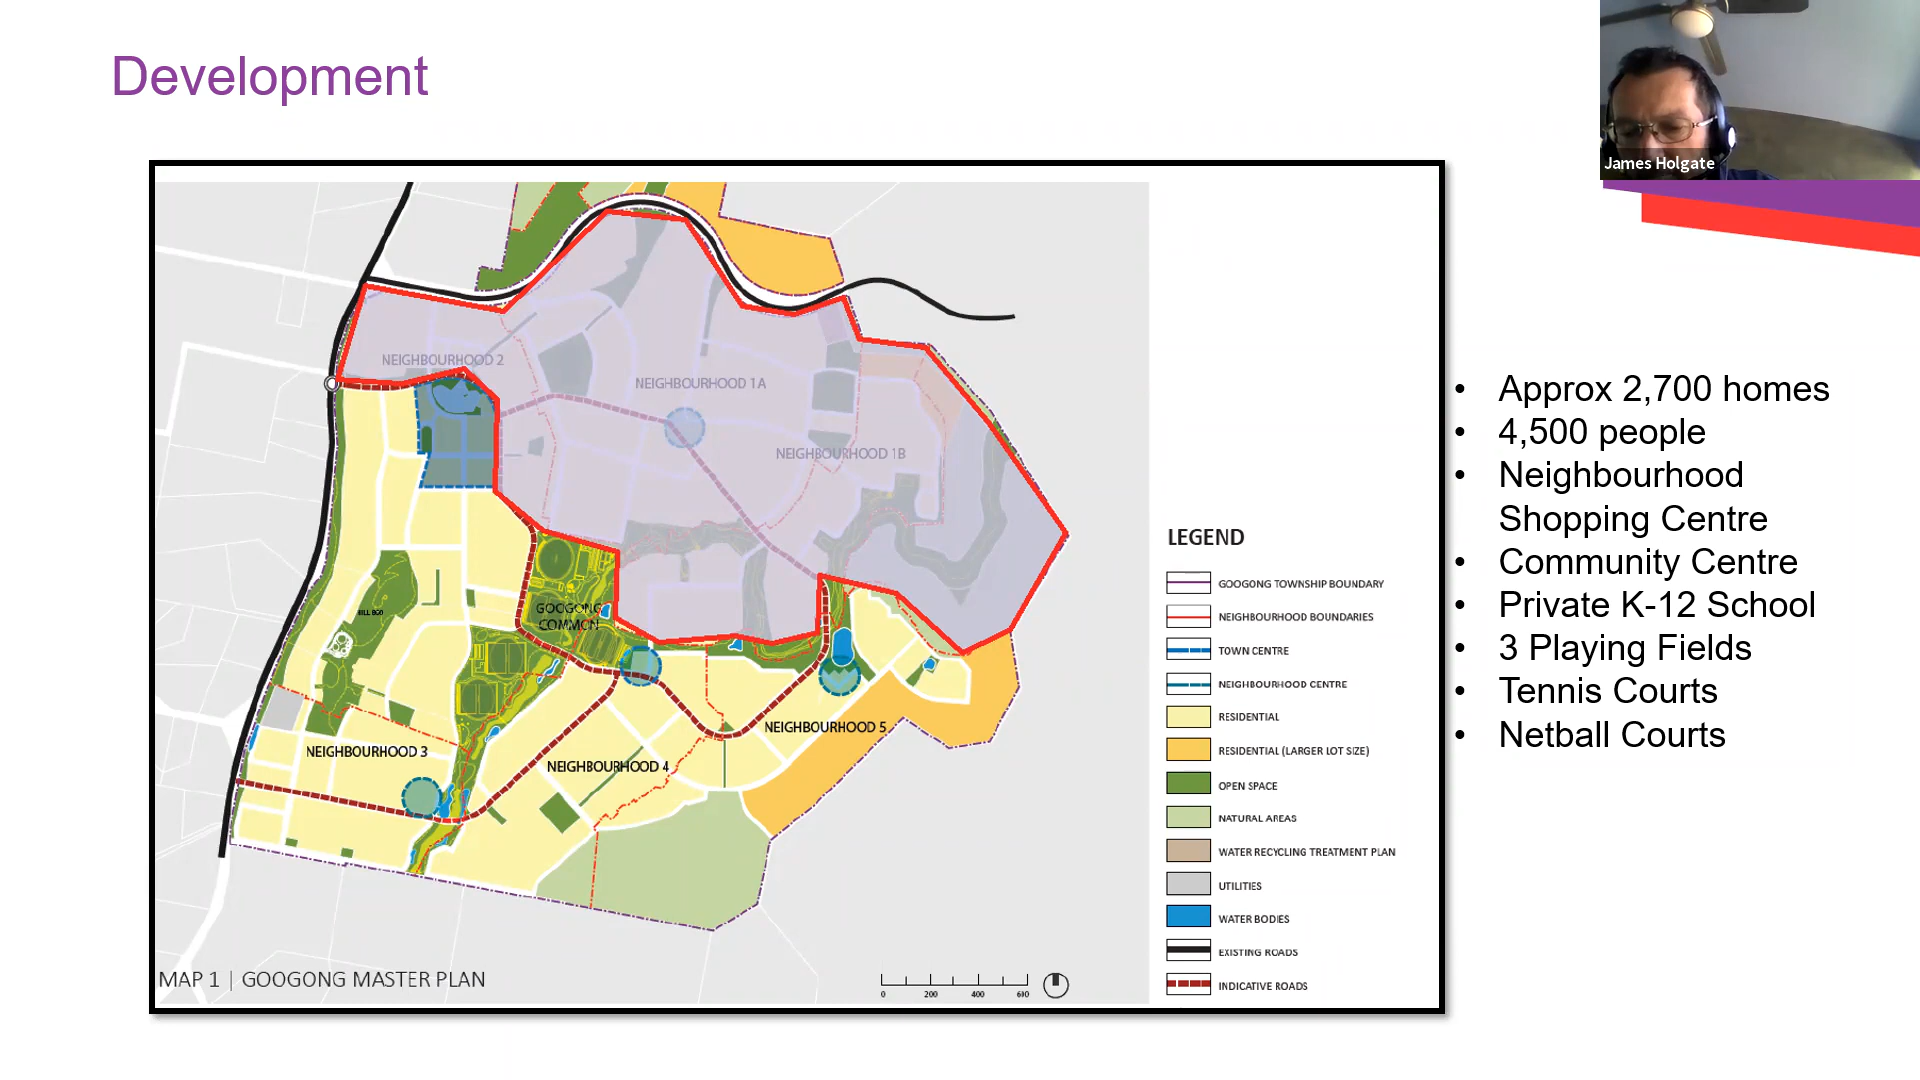 Development
James Holgate
NEIGHBOURHOOD 2
NEIGHBOURHOOD 1A
NEIGHBOURHOOD 1B
GOOGONG
COMMON
HILL 800
NEIGHBOURHOOD 3
NEIGHBOURHOOD 4
NEIGHBOURHOOD 5
MAP 1 | GOOGONG MASTER PLAN
0 200 400 600
LEGEND
GOOGONG TOWNSHIP BOUNDARY
NEIGHBOURHOOD BOUNDARIES
TOWN CENTRE
NEIGHBOURHOOD CENTRE
RESIDENTIAL
RESIDENTIAL (LARGER LOT SIZE)
OPEN SPACE
NATURAL AREAS
WATER RECYCLING TREATMENT PLAN
UTILITIES
WATER BODIES
EXISTING ROADS
INDICATIVE ROADS
• Approx 2,700 homes
• 4,500 people
• Neighbourhood
Shopping Centre
• Community Centre
• Private K-12 School
• 3 Playing Fields
• Tennis Courts
• Netball Courts